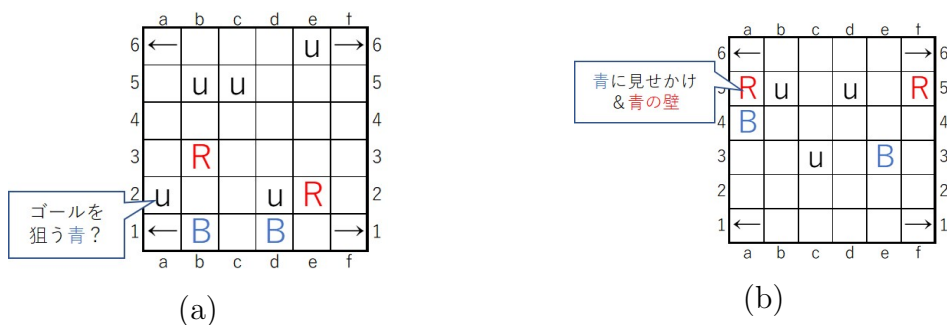 a b c d e f
6 ← u → 6
5 u u 5
4 4
3 R 3
2 u u R 2
1 ← B B → 1
a b c d e f
ゴールを
狙う青？
(a)
a b c d e f
6 ← → 6
R u u R 5
4 B 4
3 u B 3
2 2
1 ← → 1
a b c d e f
青に見せかけ
＆青の壁
(b)